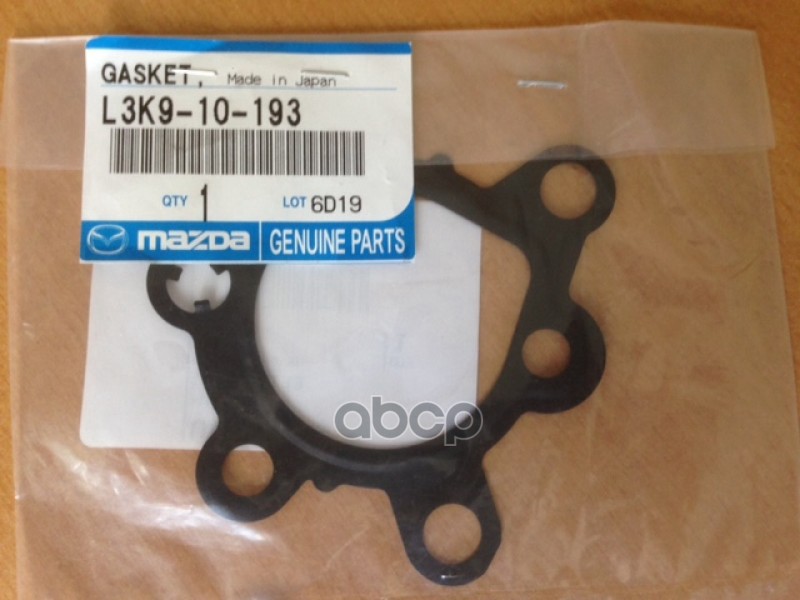 GASKET, Made in Japan
L3K9-10-193
QTY 1 LOT 6D19
mazda GENUINE PARTS
abcp